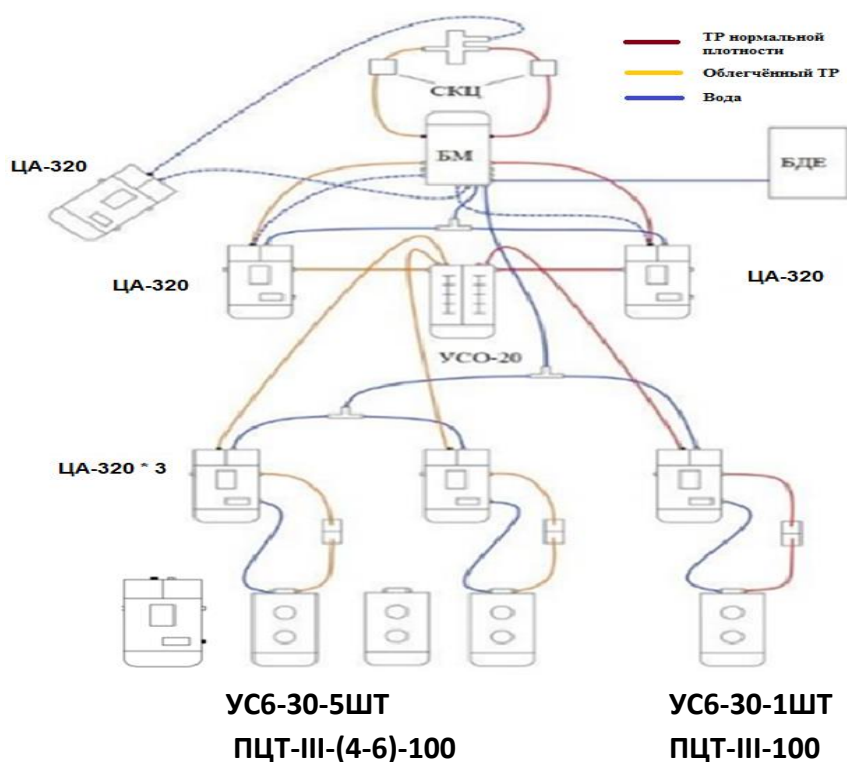 ТР нормальной
плотности
Облегчённый ТР
Вода
СКЦ
БМ
БДЕ
ЦА-320
ЦА-320
ЦА-320
УСО-20
ЦА-320 * 3
УС6-30-5ШТ
УС6-30-1ШТ
ПЦТ-III-(4-6)-100
ПЦТ-III-100